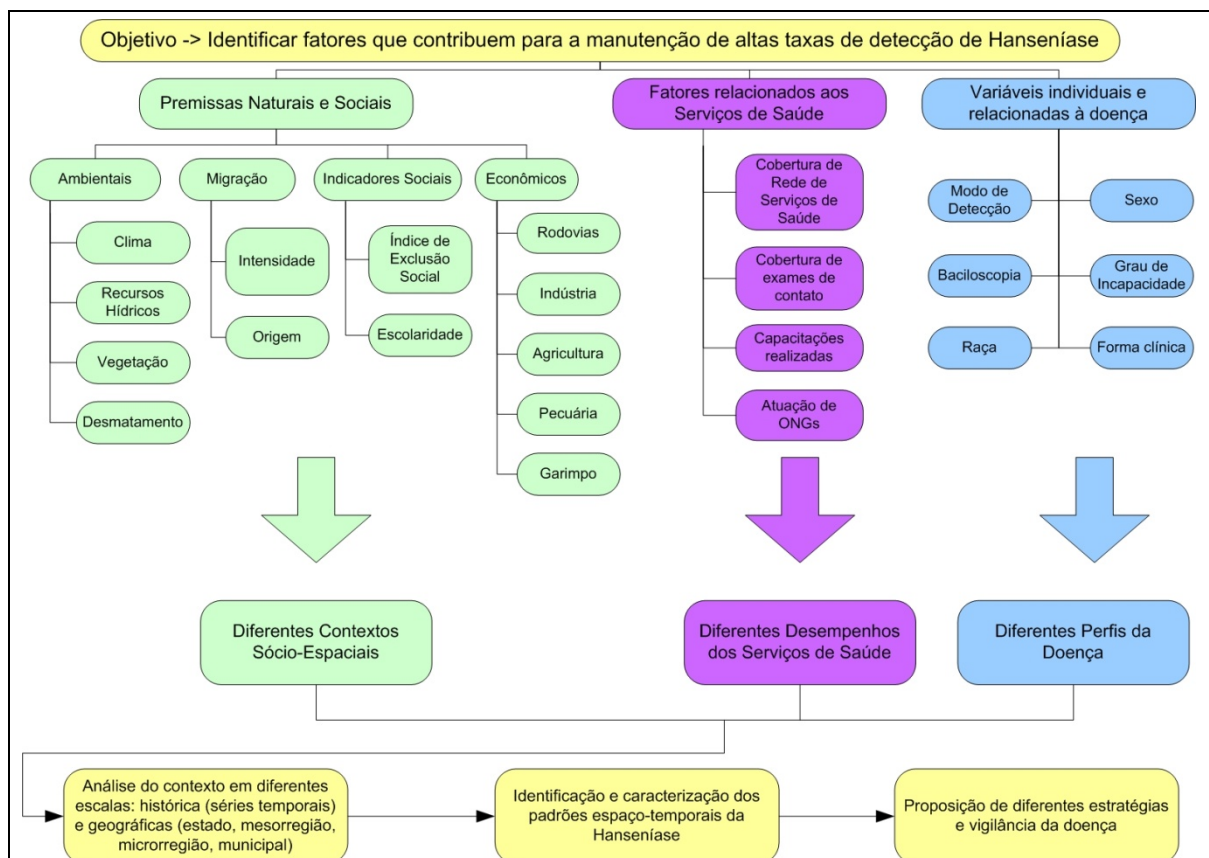 Objetivo -> Identificar fatores que contribuem para a manutenção de altas taxas de detecção de Hanseníase
Premissas Naturais e Sociais
Ambientais
Clima
Recursos
Hídricos
Vegetação
Desmatamento
Migração
Intensidade
Origem
Indicadores Sociais
Índice de
Exclusão
Social
Escolaridade
Econômicos
Rodovias
Indústria
Agricultura
Pecuária
Garimpo
Fatores relacionados aos
Serviços de Saúde
Cobertura de
Rede de
Serviços de
Saúde
Cobertura de
exames de
contato
Capacitações
realizadas
Atuação de
ONGs
Variáveis individuais e
relacionadas à doença
Modo de
Detecção
Sexo
Baciloscopia
Grau de
Incapacidade
Raça
Forma clínica
Diferentes Contextos
Sócio-Espaciais
Diferentes Desempenhos
dos Serviços de Saúde
Diferentes Perfis da
Doença
Análise do contexto em diferentes
escalas: histórica (séries temporais)
e geográficas (estado, mesorregião,
microrregião, municipal)
Identificação e caracterização dos
padrões espaço-temporais da
Hanseníase
Proposição de diferentes estratégias
e vigilância da doença